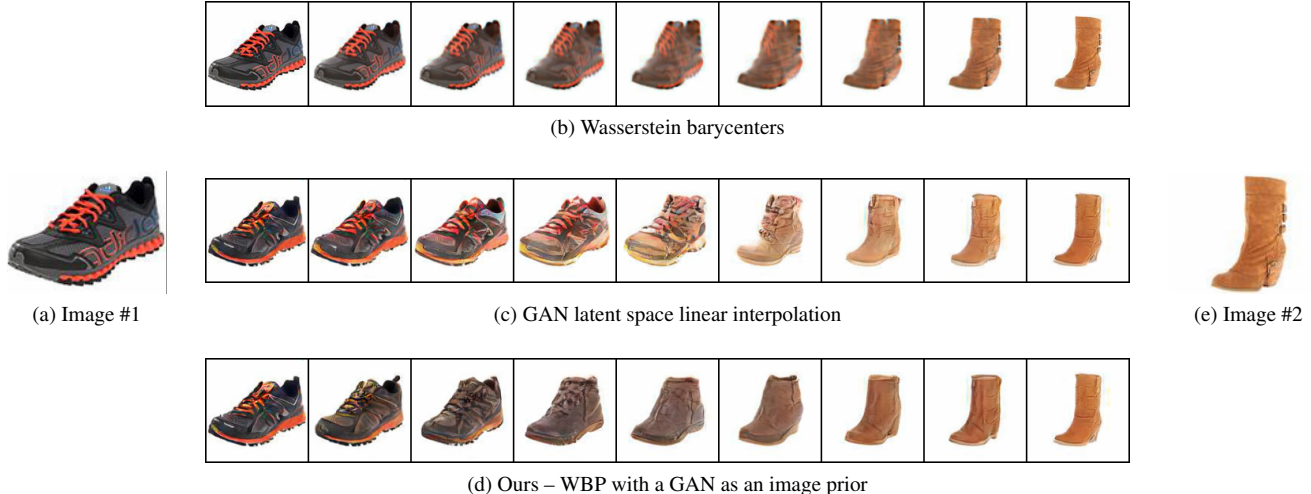 (b) Wasserstein barycenters
(a) Image #1
(c) GAN latent space linear interpolation
(e) Image #2
(d) Ours – WBP with a GAN as an image prior